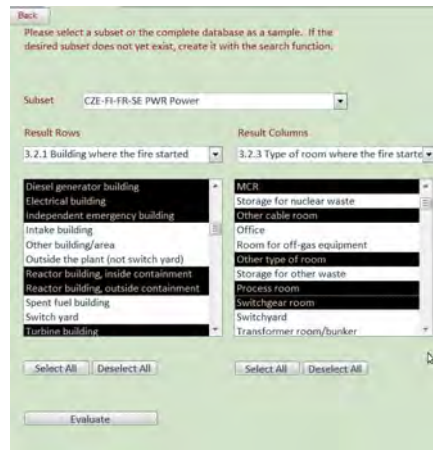 Back
Please select a subset or the complete database as a sample. If the
desired subset does not yet exist, create it with the search function.
Subset CZE-FI-FR-SE PWR Power
Result Rows Result Columns
3.2.1 Building where the fire started 3.2.3 Type of room where the fire starte
Diesel generator building MCR
Electrical building Storage for nuclear waste
Independent emergency building Other cable room
Intake building Office
Other building/area Room for off-gas equipment
Outside the plant (not switch yard) Other type of room
Reactor building, inside containment Storage for other waste
Reactor building, outside containment Process room
Spent fuel building Switchgear room
Switch yard Switchyard
Turbine building Transformer room/bunker
Select All Deselect All Select All Deselect All
Evaluate